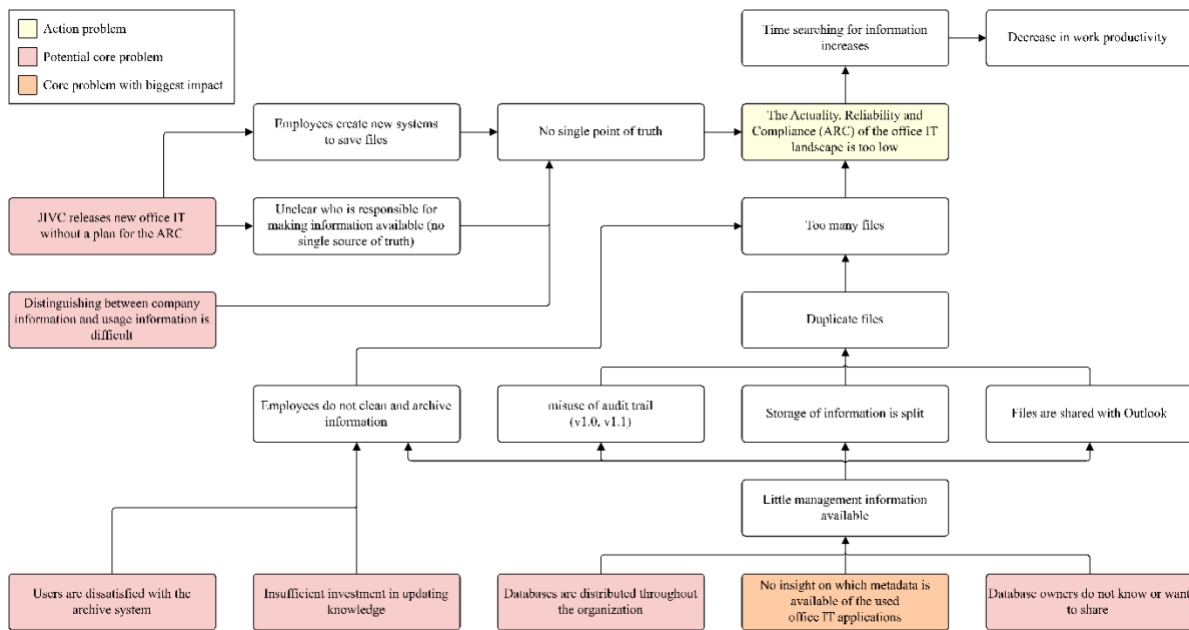 Action problem
Potential core problem
Core problem with biggest impact
Time searching for information
increases
Decrease in work productivity
Employees create new systems
to save files
No single point of truth
The Actuality, Reliability and
Compliance (ARC) of the office IT
landscape is too low
JIVC releases new office IT
without a plan for the ARC
Unclear who is responsible for
making information available (no
single source of truth)
Too many files
Distinguishing between company
information and usage information is
difficult
Duplicate files
Employees do not clean and archive
information
misuse of audit trail
(v1.0, v1.1)
Storage of information is split
Files are shared with Outlook
Little management information
available
Users are dissatisfied with the
archive system
Insufficient investment in updating
knowledge
Databases are distributed throughout
the organization
No insight on which metadata is
available of the used
office IT applications
Database owners do not know or want
to share